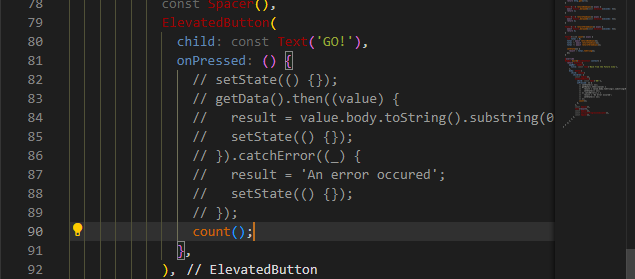 78 const Spacer(),
79 ElevatedButton(
80 child: const Text('GO!'),
81 onPressed: () {
82 // setState(() {});
83 // getData().then((value) {
84 // result = value.body.toString().substring(0
85 // setState(() {});
86 // }).catchError((_) {
87 // result = 'An error occured';
88 // setState(() {});
89 // });
90 count();
91 },
92 ), // ElevatedButton